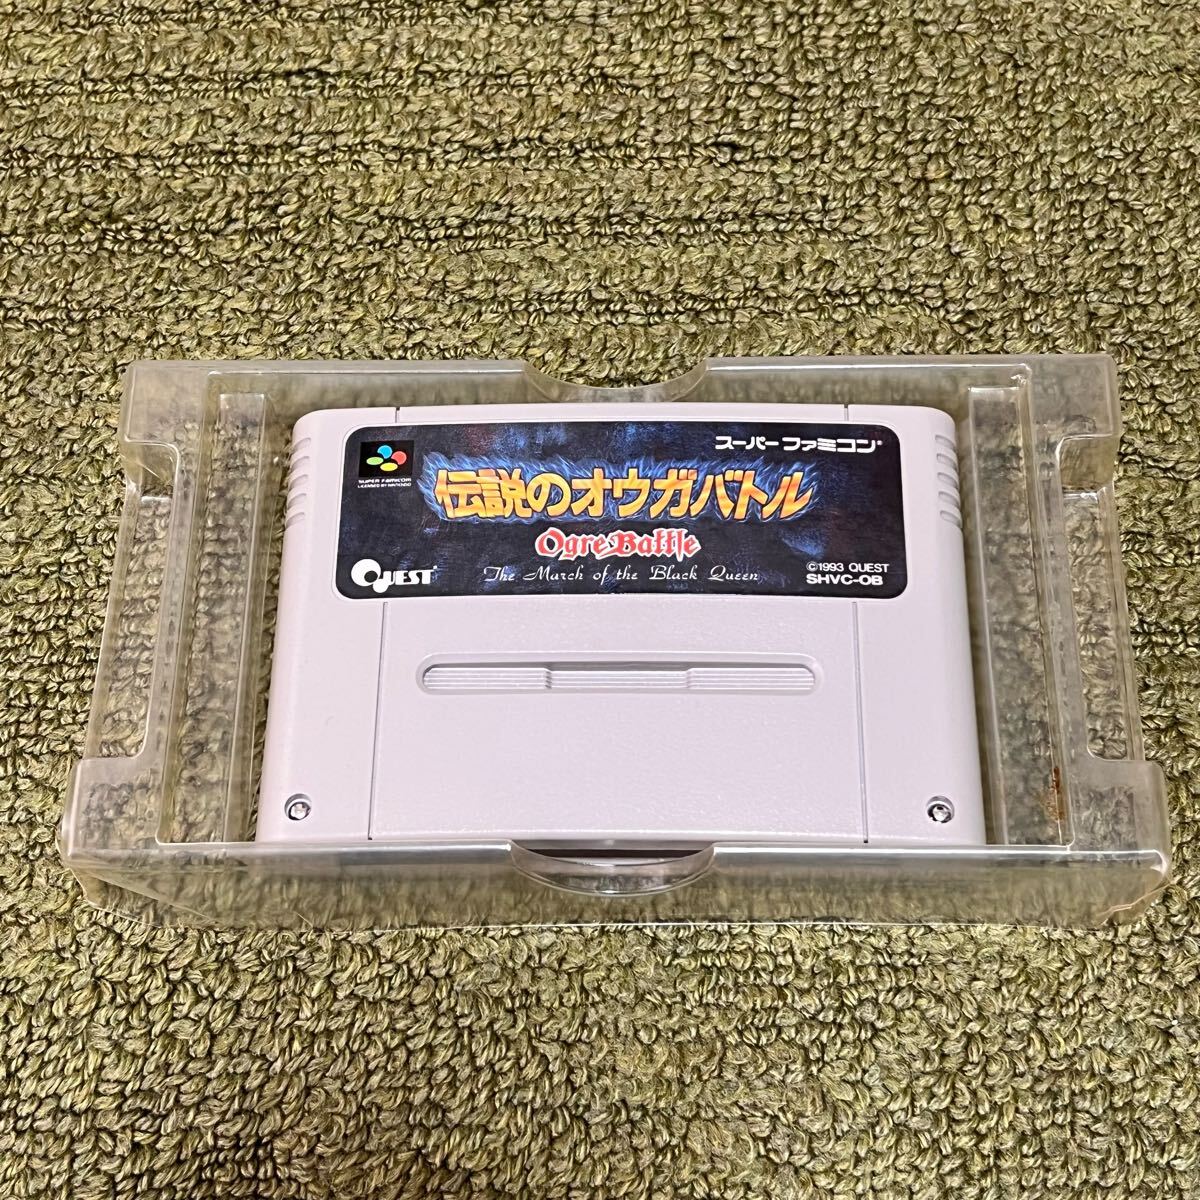 スーパーファミコン®
SUPER FAMICOM
LICENSED BY NINTENDO
伝説のオウガバトル
Ogre Battle
The March of the Black Queen
QUEST®
©1993 QUEST
SHVC-OB